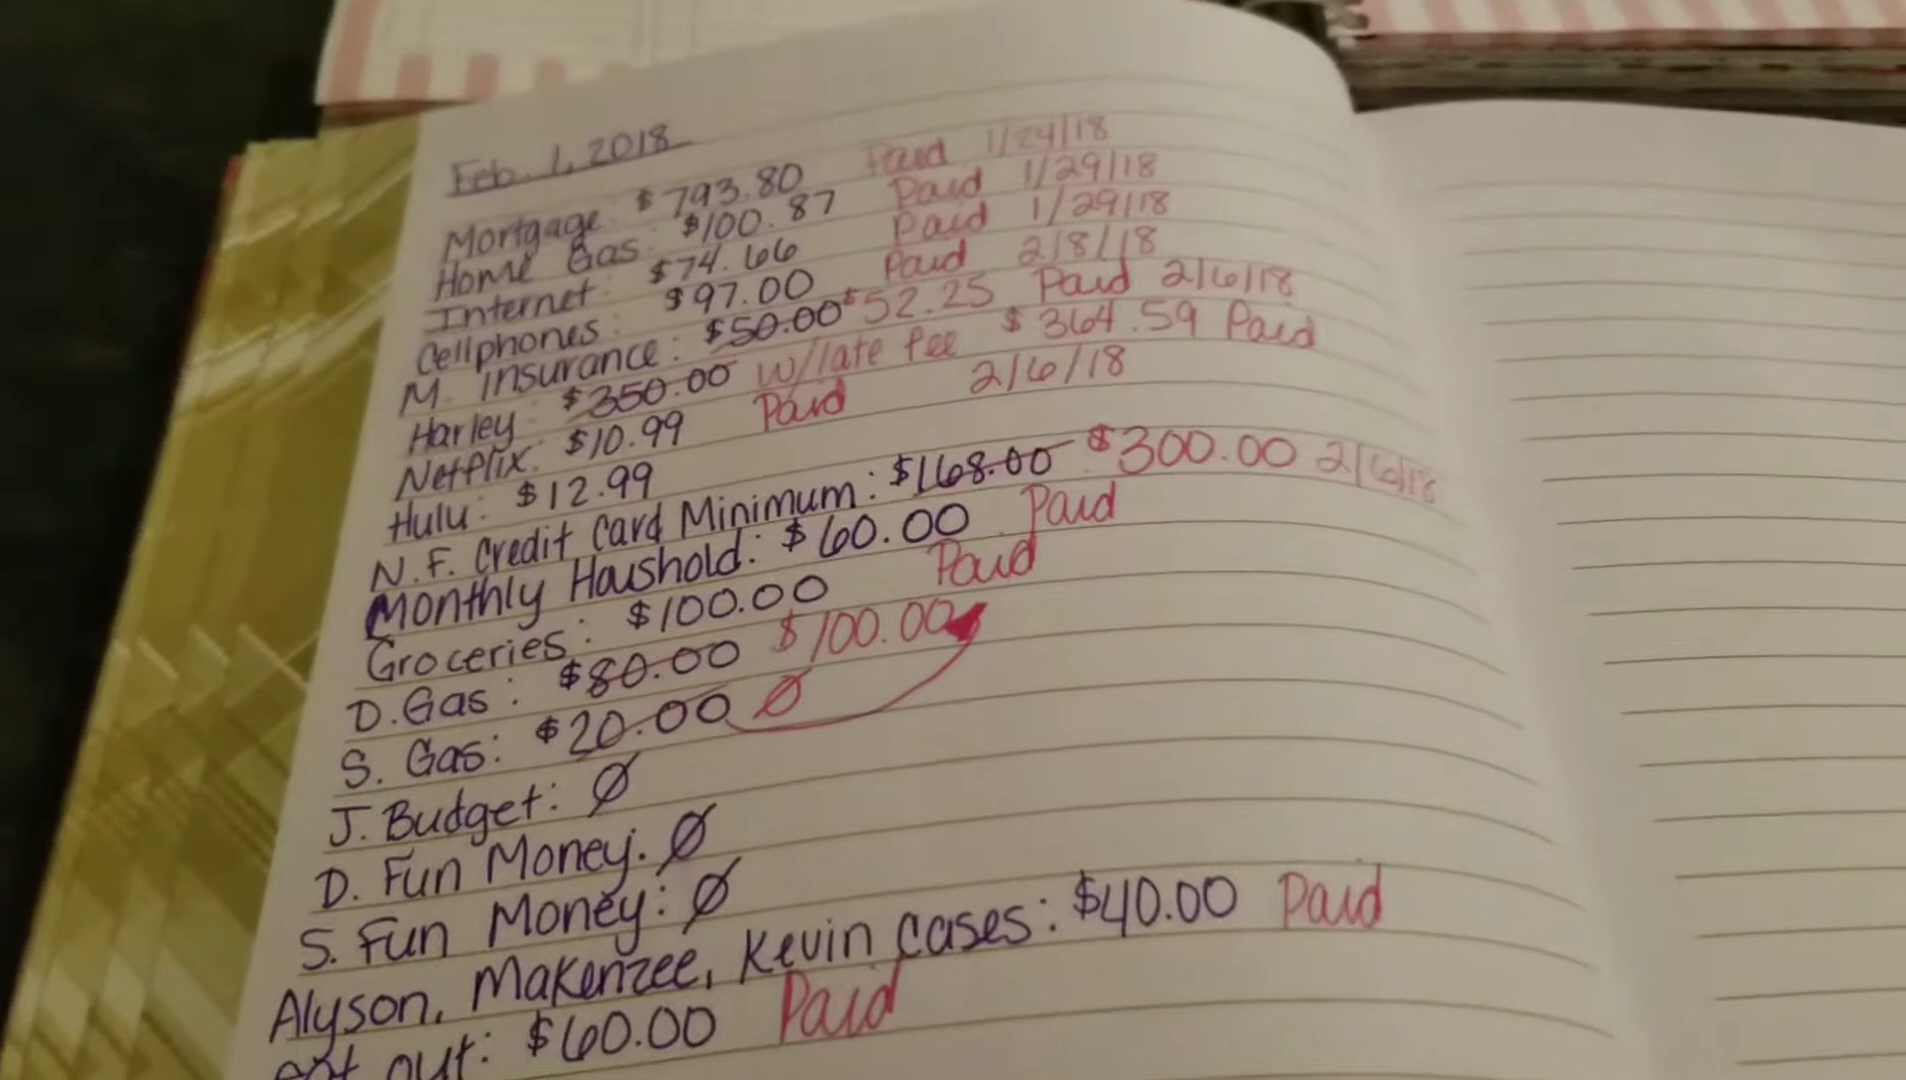 Feb. 1, 2018
Mortgage: $793.80 Paid 1/29/18
Home Gas: $100.87 Paid 1/29/18
Internet: $74.66 Paid 1/29/18
Cellphones: $97.00 Paid 2/8/18
M. Insurance: $50.00 $52.25 Paid 2/6/18
Harley: $350.00 w/late fee $364.59 Paid
Netflix: $10.99 Paid 2/6/18
Hulu: $12.99
N.F. Credit Card Minimum: $168.00 $300.00 2/6/18
Monthly Haushold: $60.00 Paid
Groceries: $100.00 Paid
D. Gas: $80.00 $100.00
S. Gas: $20.00 Ø
J. Budget: Ø
D. Fun Money: Ø
S. Fun Money: Ø
Alyson, Makenzee, Kevin cases: $40.00 Paid
eat out: $60.00 Paid